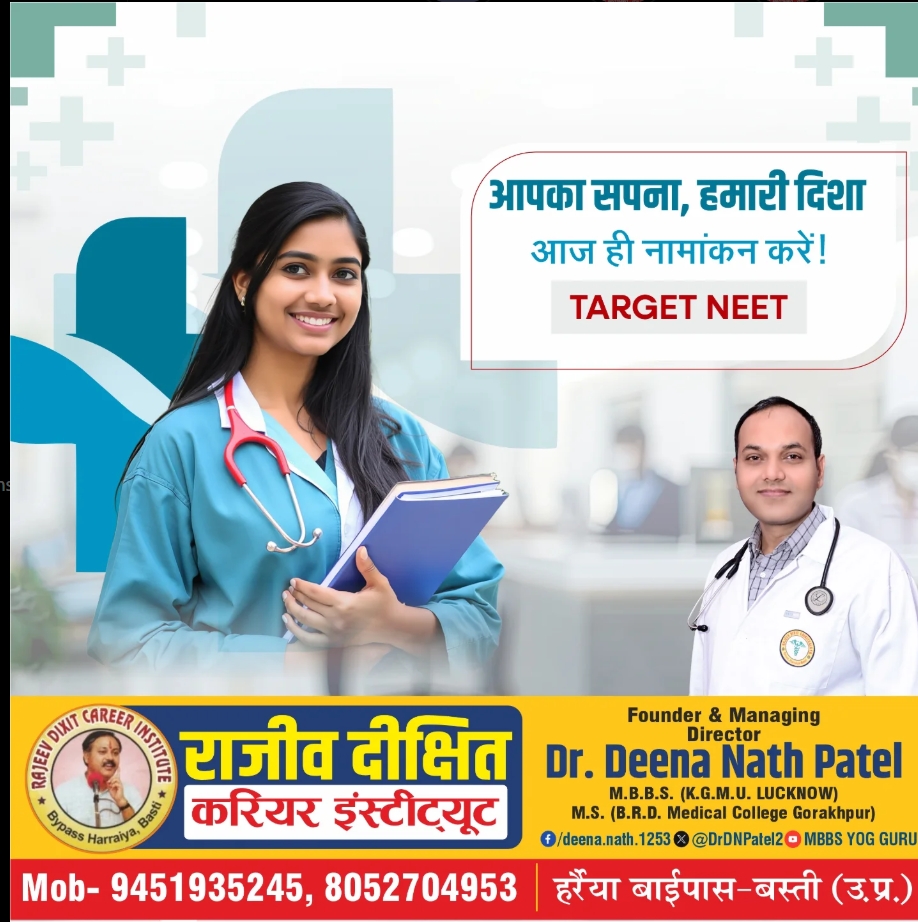 आपका सपना, हमारी दिशा
आज ही नामांकन करें!
TARGET NEET
RAJEEV DIXIT CAREER INSTITUTE
Bypass Harraiya, Basti
राजीव दीक्षित
करियर इंस्टीट्यूट
Founder & Managing
Director
Dr. Deena Nath Patel
M.B.B.S. (K.G.M.U. LUCKNOW)
M.S. (B.R.D. Medical College Gorakhpur)
/deena.nath.1253 @DrDNPatel2 MBBS YOG GURU
Mob- 9451935245, 8052704953
हर्रैया बाईपास-बस्ती (उ.प्र.)